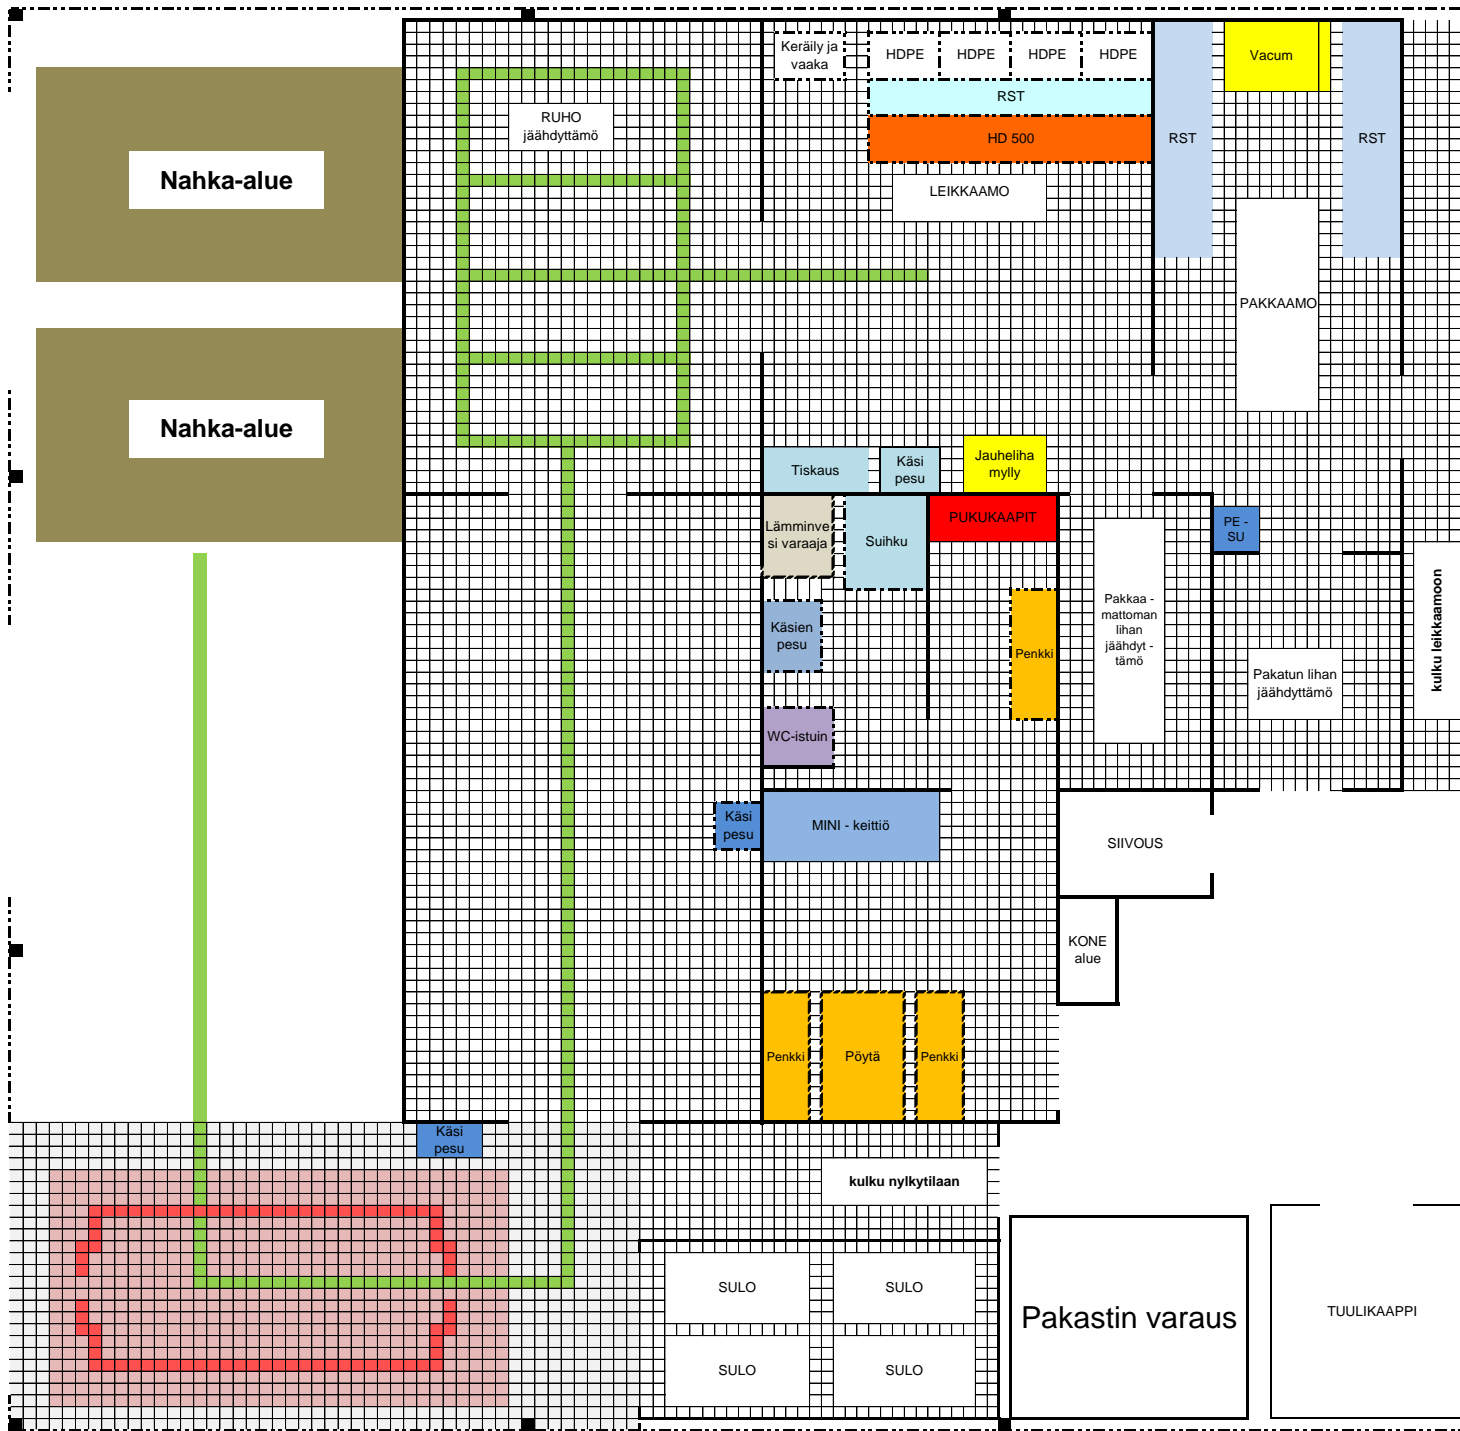 Keräily ja
vaaka
HDPE
HDPE
HDPE
HDPE
Vacum
RST
RUHO
jäähdyttämö
HD 500
RST
RST
Nahka-alue
LEIKKAAMO
PAKKAAMO
Nahka-alue
Tiskaus
Käsi
pesu
Jauheliha
mylly
Lämminve
si varaaja
Suihku
PUKUKAAPIT
PE -
SU
Käsien
pesu
Penkki
Pakkaa -
mattoman
lihan
jäähdyt -
tämö
Pakatun lihan
jäähdyttämö
kulku leikkaamoon
WC-istuin
Käsi
pesu
MINI - keittiö
SIIVOUS
KONE
alue
Penkki
Pöytä
Penkki
Käsi
pesu
kulku nylkytilaan
SULO
SULO
Pakastin varaus
TUULIKAAPPI
SULO
SULO